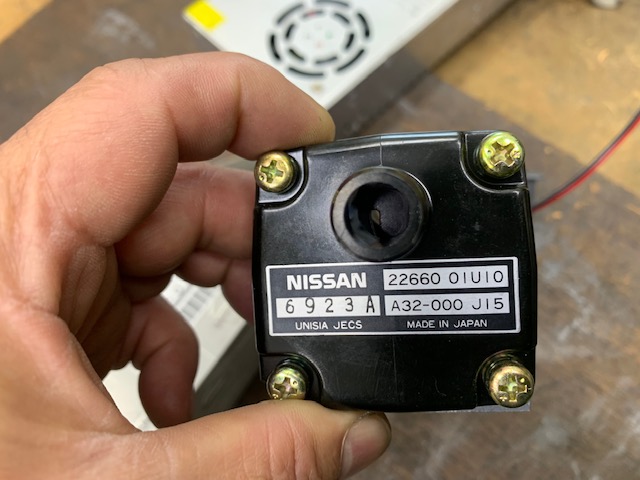 NISSAN 22660 01U10
6923A A32-000 J15
UNISIA JECS MADE IN JAPAN